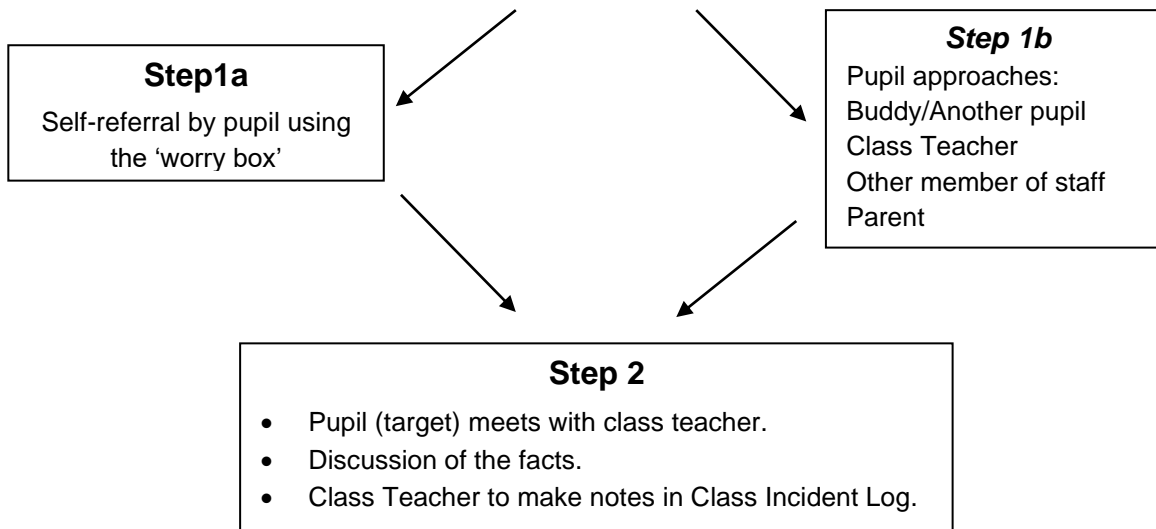 Step1a
Self-referral by pupil using
the ‘worry box’
Step 1b
Pupil approaches:
Buddy/Another pupil
Class Teacher
Other member of staff
Parent
Step 2
• Pupil (target) meets with class teacher.
• Discussion of the facts.
• Class Teacher to make notes in Class Incident Log.